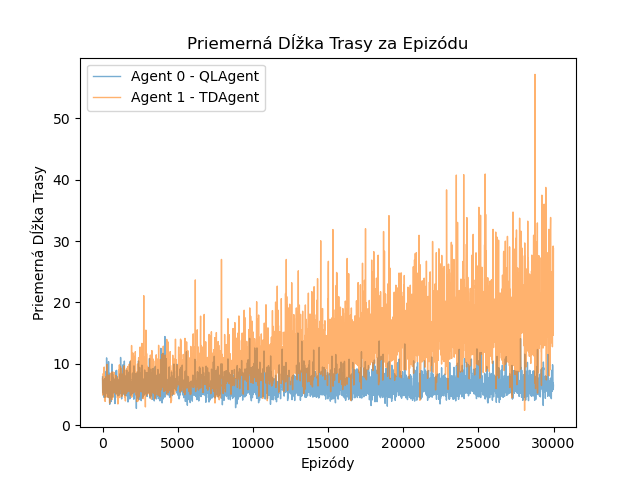 Priemerná Dĺžka Trasy za Epizódu
Agent 0 - QLAgent
Agent 1 - TDAgent
Priemerná Dĺžka Trasy
50
40
30
20
10
0
0 5000 10000 15000 20000 25000 30000
Epizódy